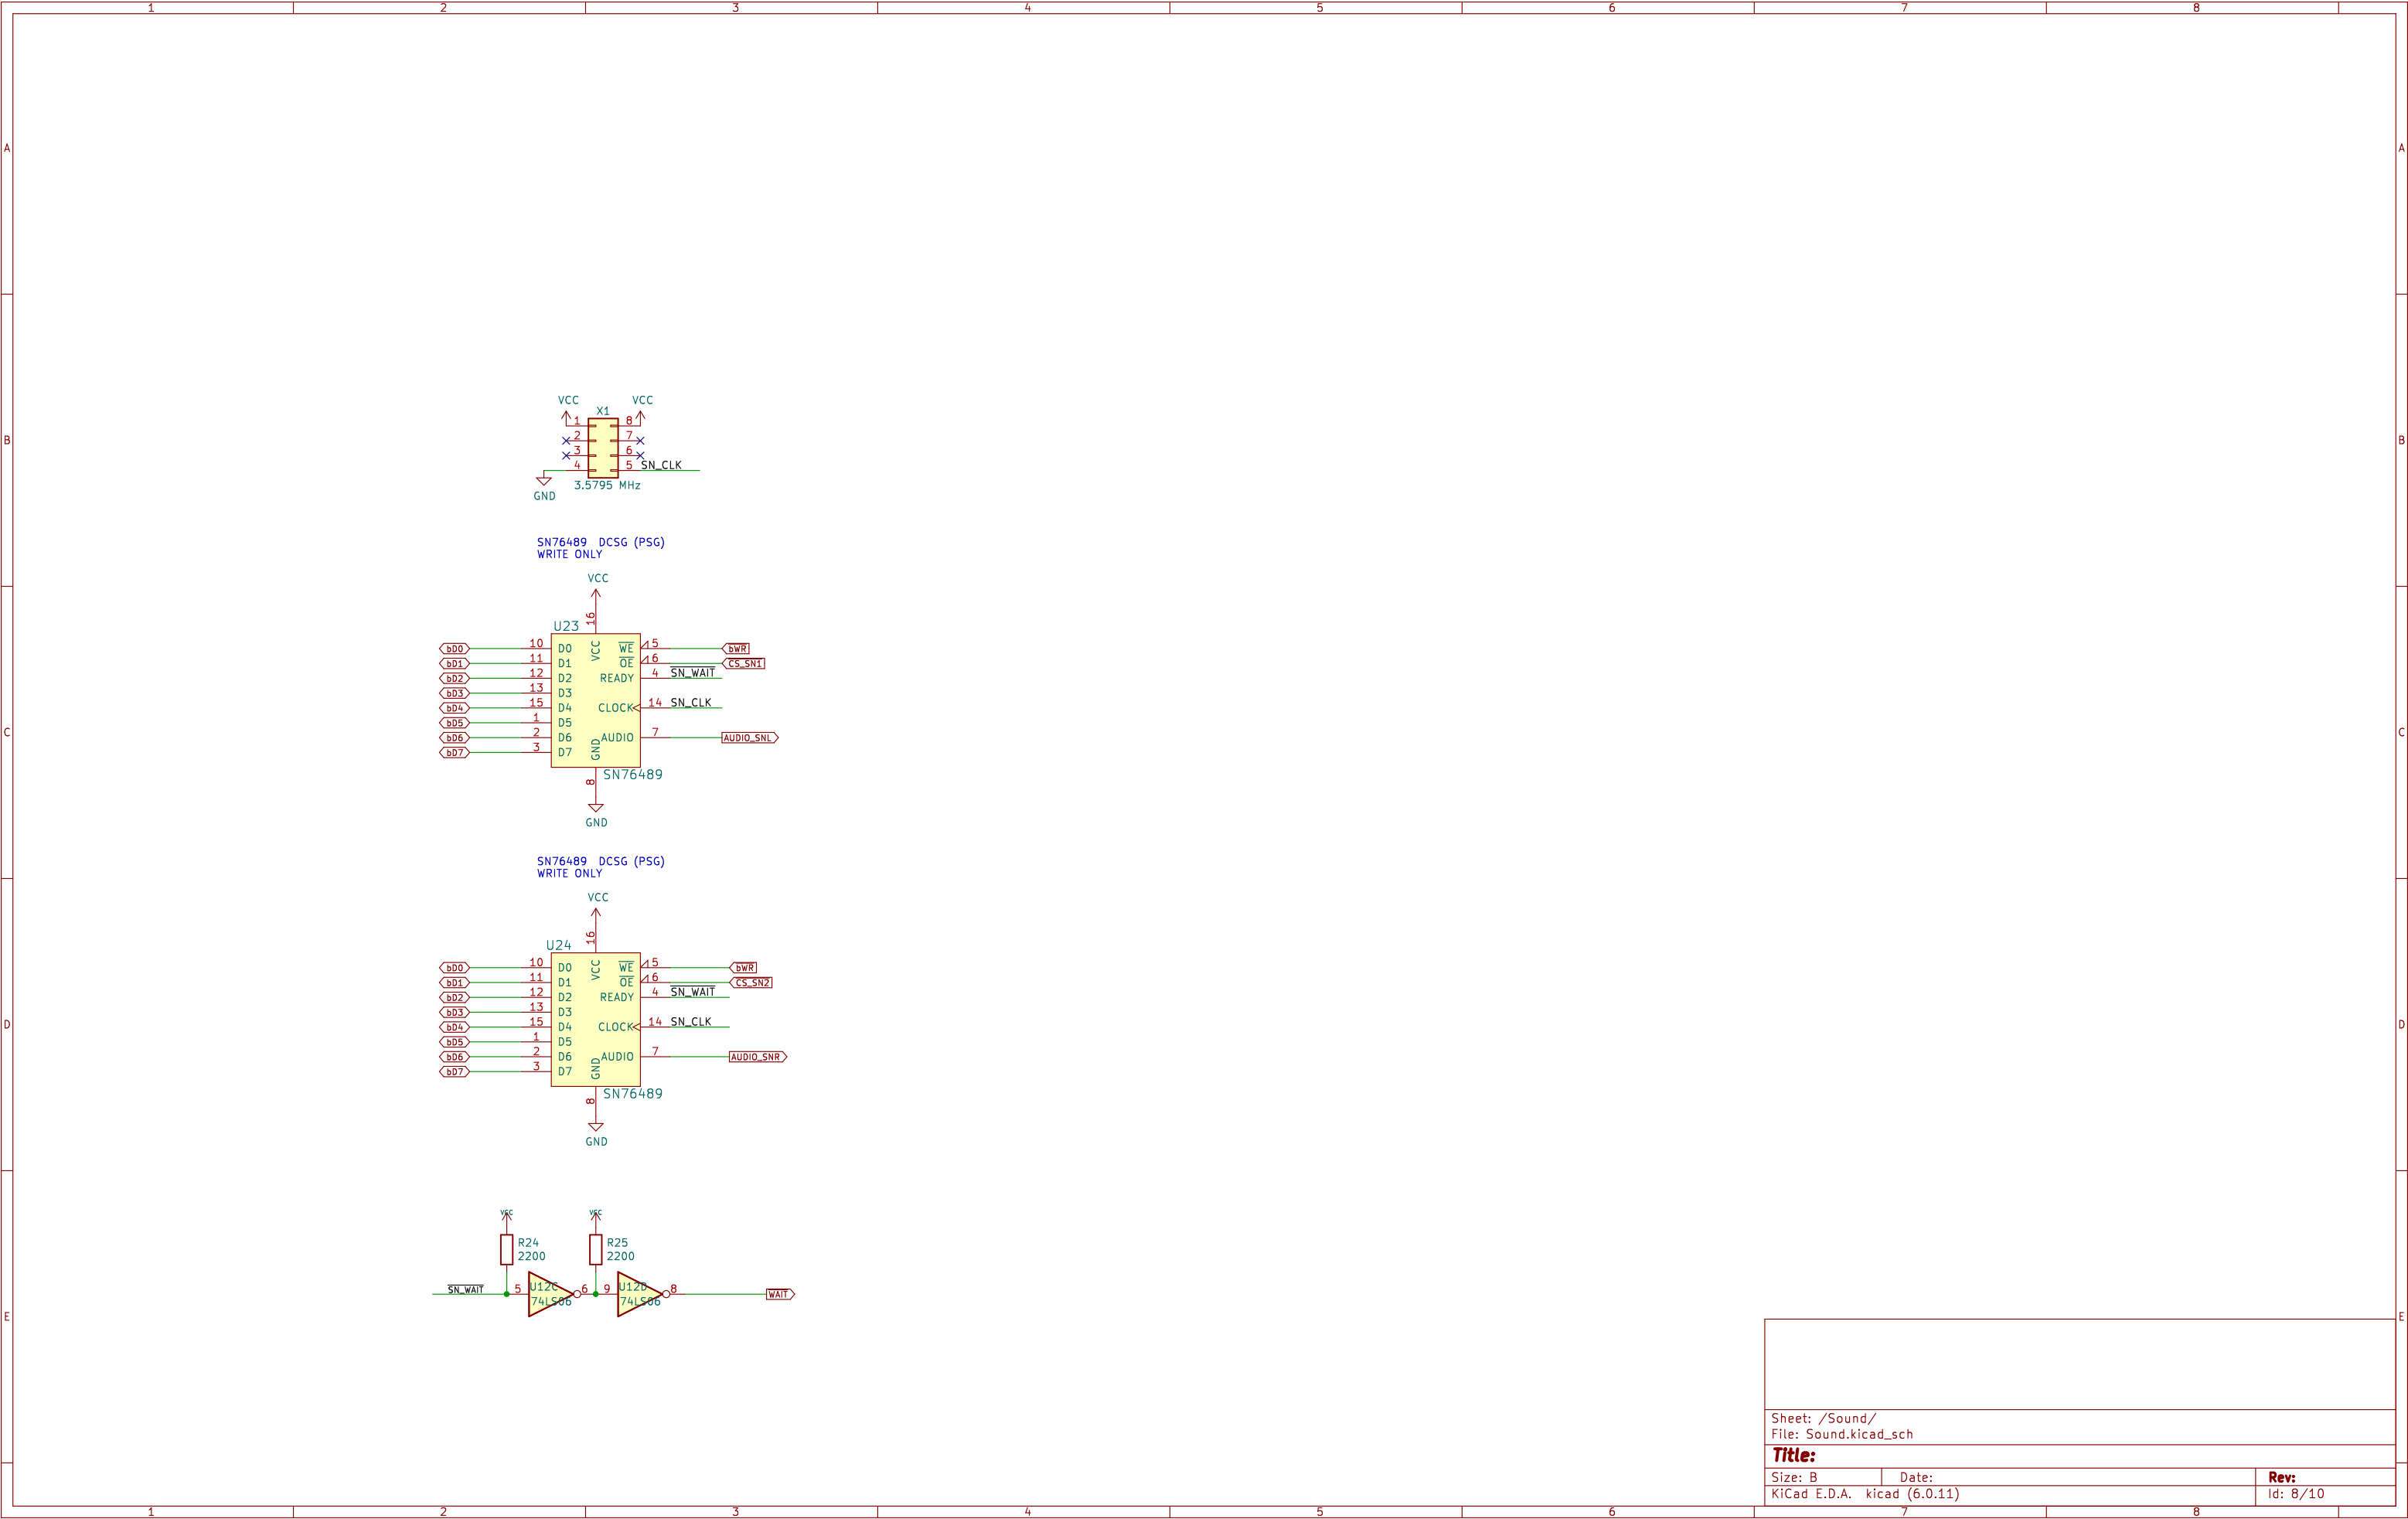 1 2 3 4 5 6 7 8
A A
B B
C C
D D
E E
VCC VCC
X1
1 8
2 7
3 6
4 5 SN_CLK
3.5795 MHz
GND
SN76489  DCSG (PSG)
WRITE ONLY
VCC
16
U23
bD0 10 D0 VCC WE 5 bWR
bD1 11 D1 OE 6 CS_SN1
bD2 12 D2 READY 4 SN_WAIT
bD3 13 D3
bD4 15 D4 CLOCK 14 SN_CLK
bD5 1 D5
bD6 2 D6 AUDIO 7 AUDIO_SNL
bD7 3 D7 GND
SN76489
8
GND
SN76489  DCSG (PSG)
WRITE ONLY
VCC
16
U24
bD0 10 D0 VCC WE 5 bWR
bD1 11 D1 OE 6 CS_SN2
bD2 12 D2 READY 4 SN_WAIT
bD3 13 D3
bD4 15 D4 CLOCK 14 SN_CLK
bD5 1 D5
bD6 2 D6 AUDIO 7 AUDIO_SNR
bD7 3 D7 GND
SN76489
8
GND
VCC VCC
R24 R25
2200 2200
SN_WAIT 5 U12C 6 9 U12D 8 WAIT
74LS06 74LS06
Sheet: /Sound/
File: Sound.kicad_sch
Title:
Size: B Date: Rev:
KiCad E.D.A.  kicad (6.0.11) Id: 8/10
1 2 3 4 5 6 7 8